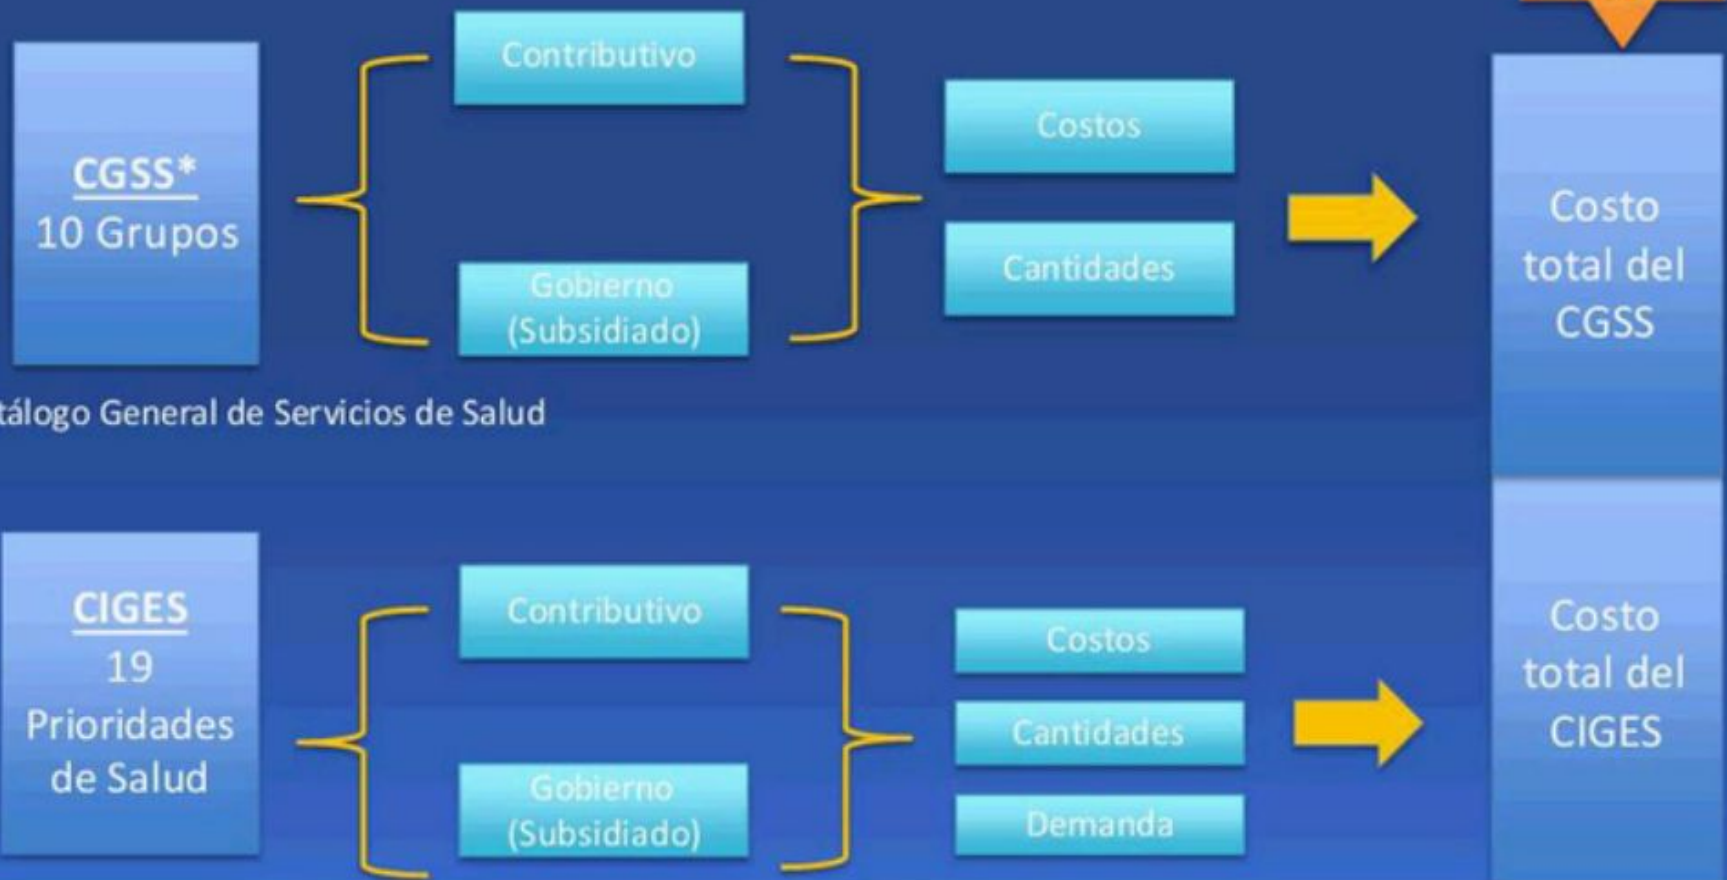 CGSS*
10 Grupos
Contributivo
Gobierno
(Subsidiado)
Costos
Cantidades
Costo
total del
CGSS
tálogo General de Servicios de Salud
CIGES
19
Prioridades
de Salud
Contributivo
Gobierno
(Subsidiado)
Costos
Cantidades
Demanda
Costo
total del
CIGES